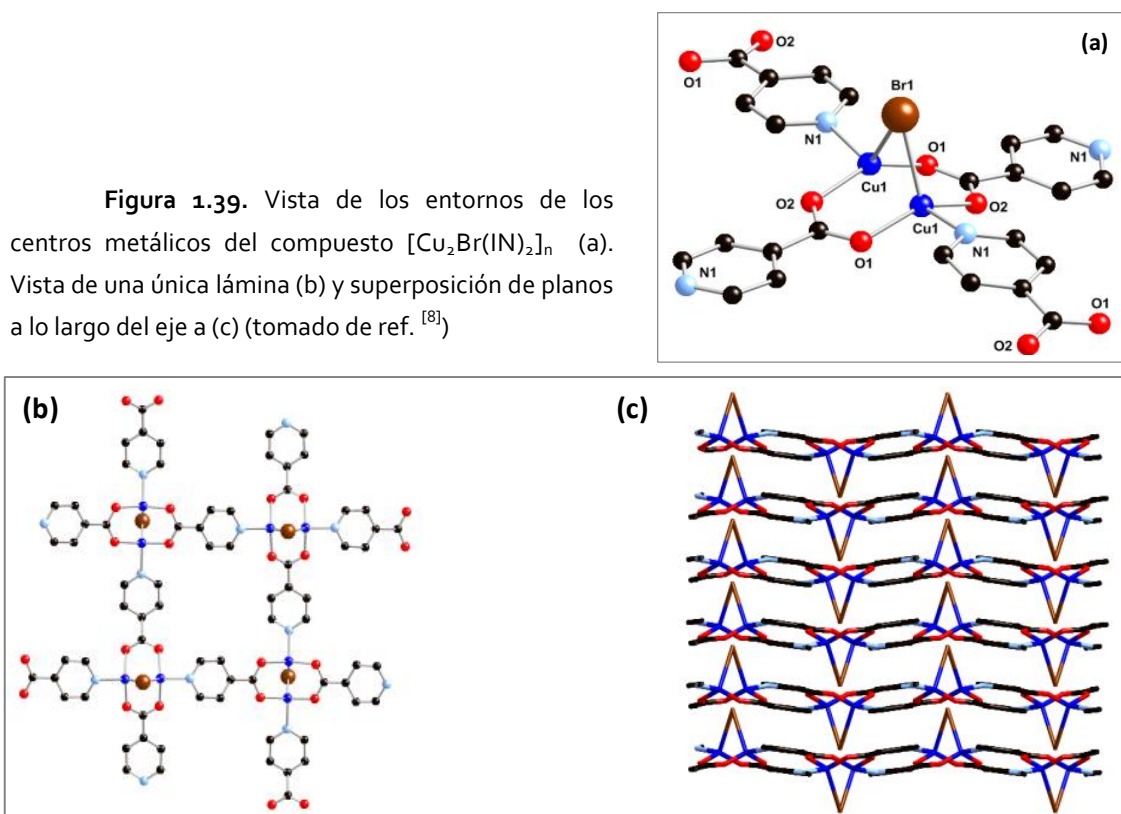 Figura 1.39. Vista de los entornos de los
centros metálicos del compuesto [Cu₂Br(IN)₂]ₙ (a).
Vista de una única lámina (b) y superposición de planos
a lo largo del eje a (c) (tomado de ref. [8])
(a)
O2
O1
Br1
N1
O1
N1
Cu1
O2
O2
Cu1
N1
O1
N1
O1
O2
(b)
(c)